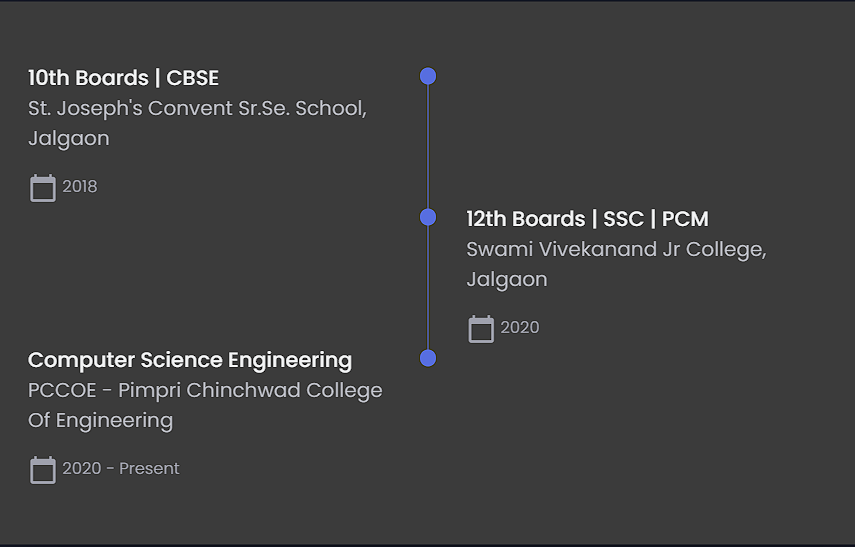 10th Boards | CBSE
St. Joseph's Convent Sr.Se. School,
Jalgaon
2018
12th Boards | SSC | PCM
Swami Vivekanand Jr College,
Jalgaon
2020
Computer Science Engineering
PCCOE - Pimpri Chinchwad College
Of Engineering
2020 - Present